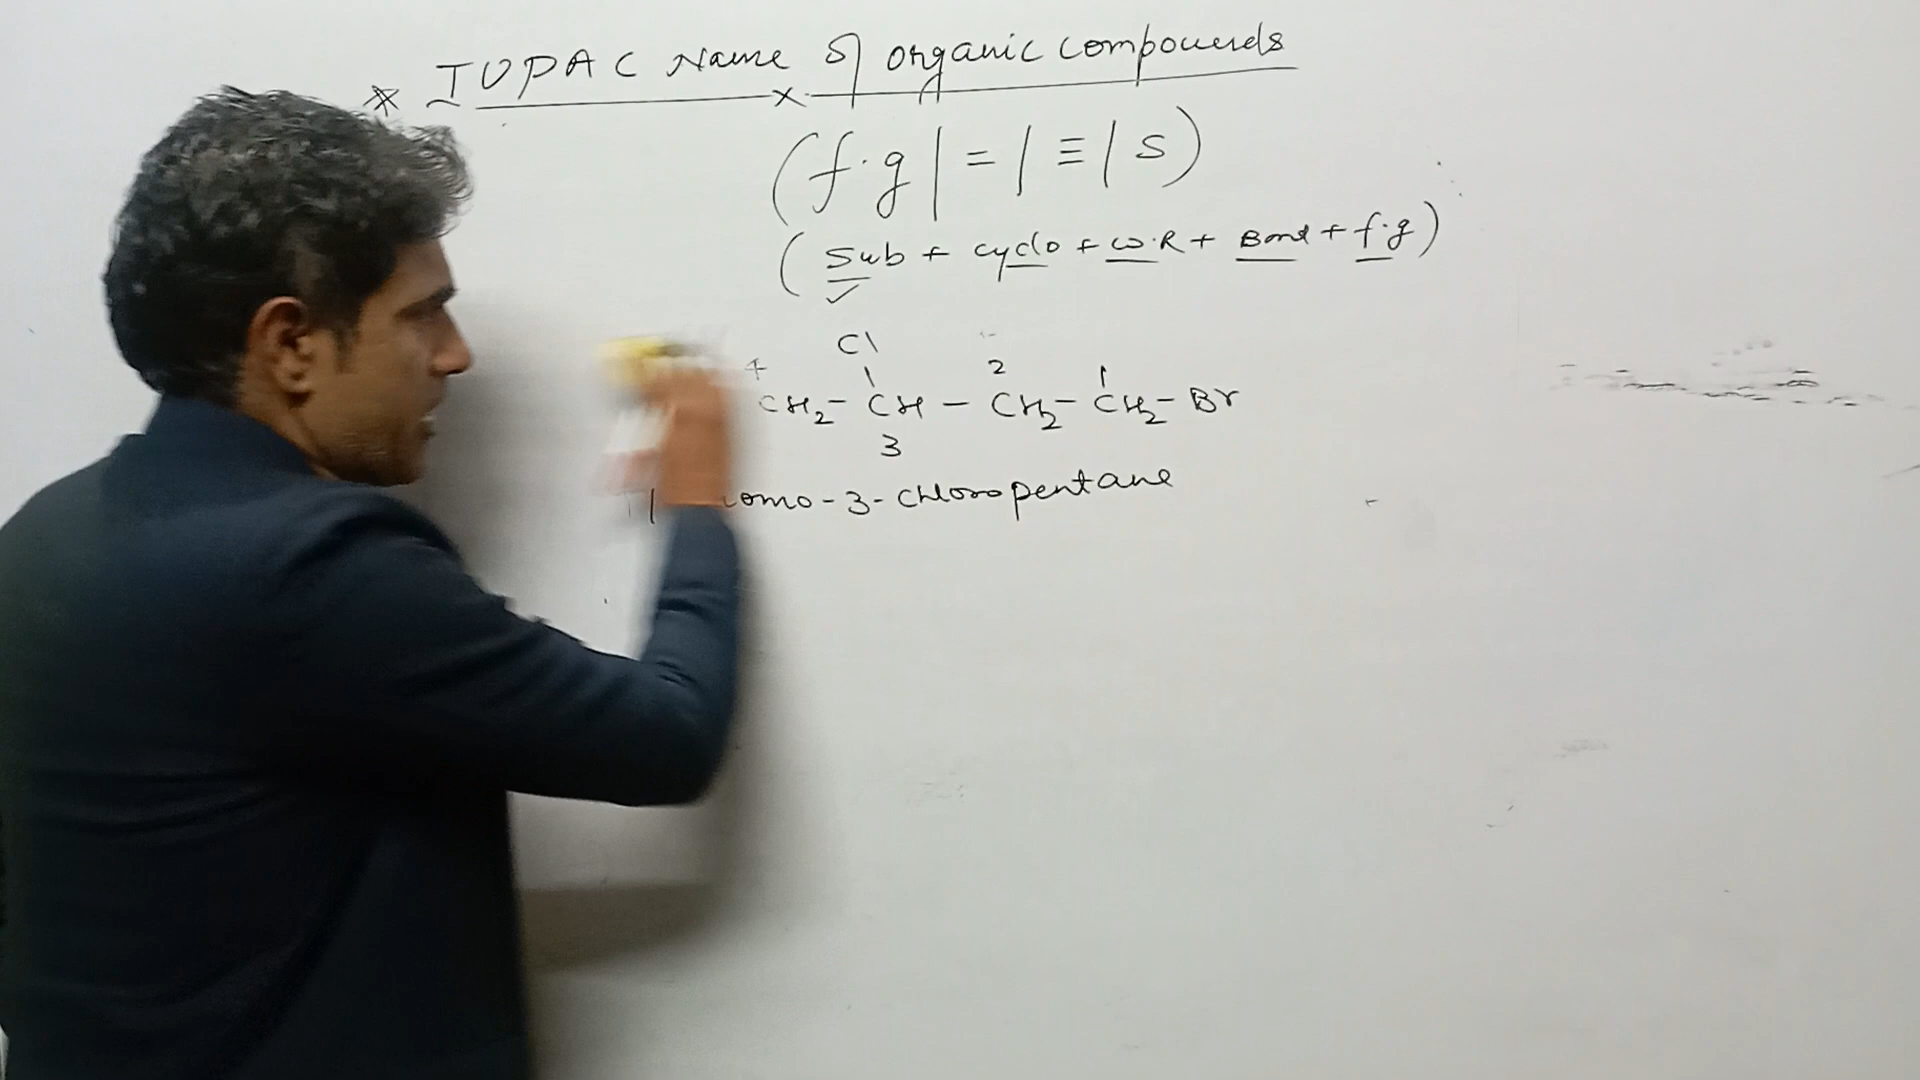 * IUPAC Name of organic compounds
(f.g | = | ≡ | S)
(Sub + cyclo + W.R + Bond + f.g)
Cl
4 2 1
CH2 - CH - CH2 - CH2 - Br
3
1 omo-3-chloropentane